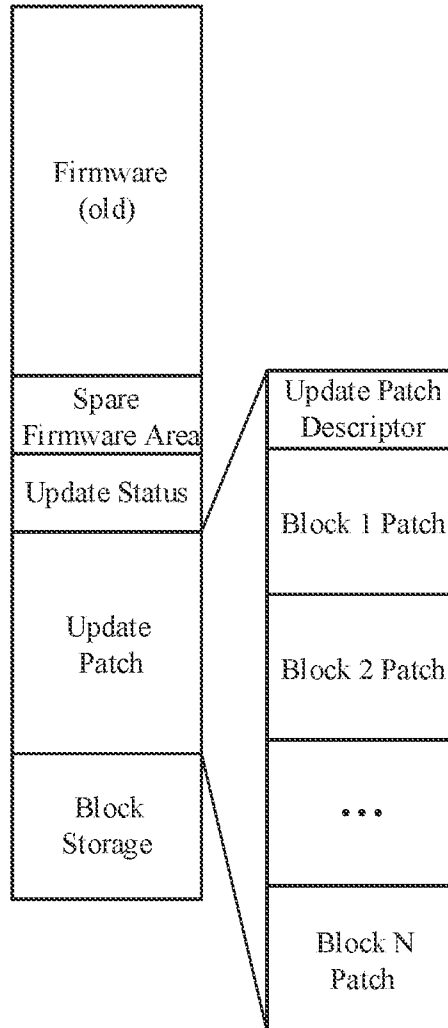 Firmware
(old)
Spare
Firmware Area
Update Status
Update
Patch
Block
Storage
Update Patch
Descriptor
Block 1 Patch
Block 2 Patch
...
Block N
Patch